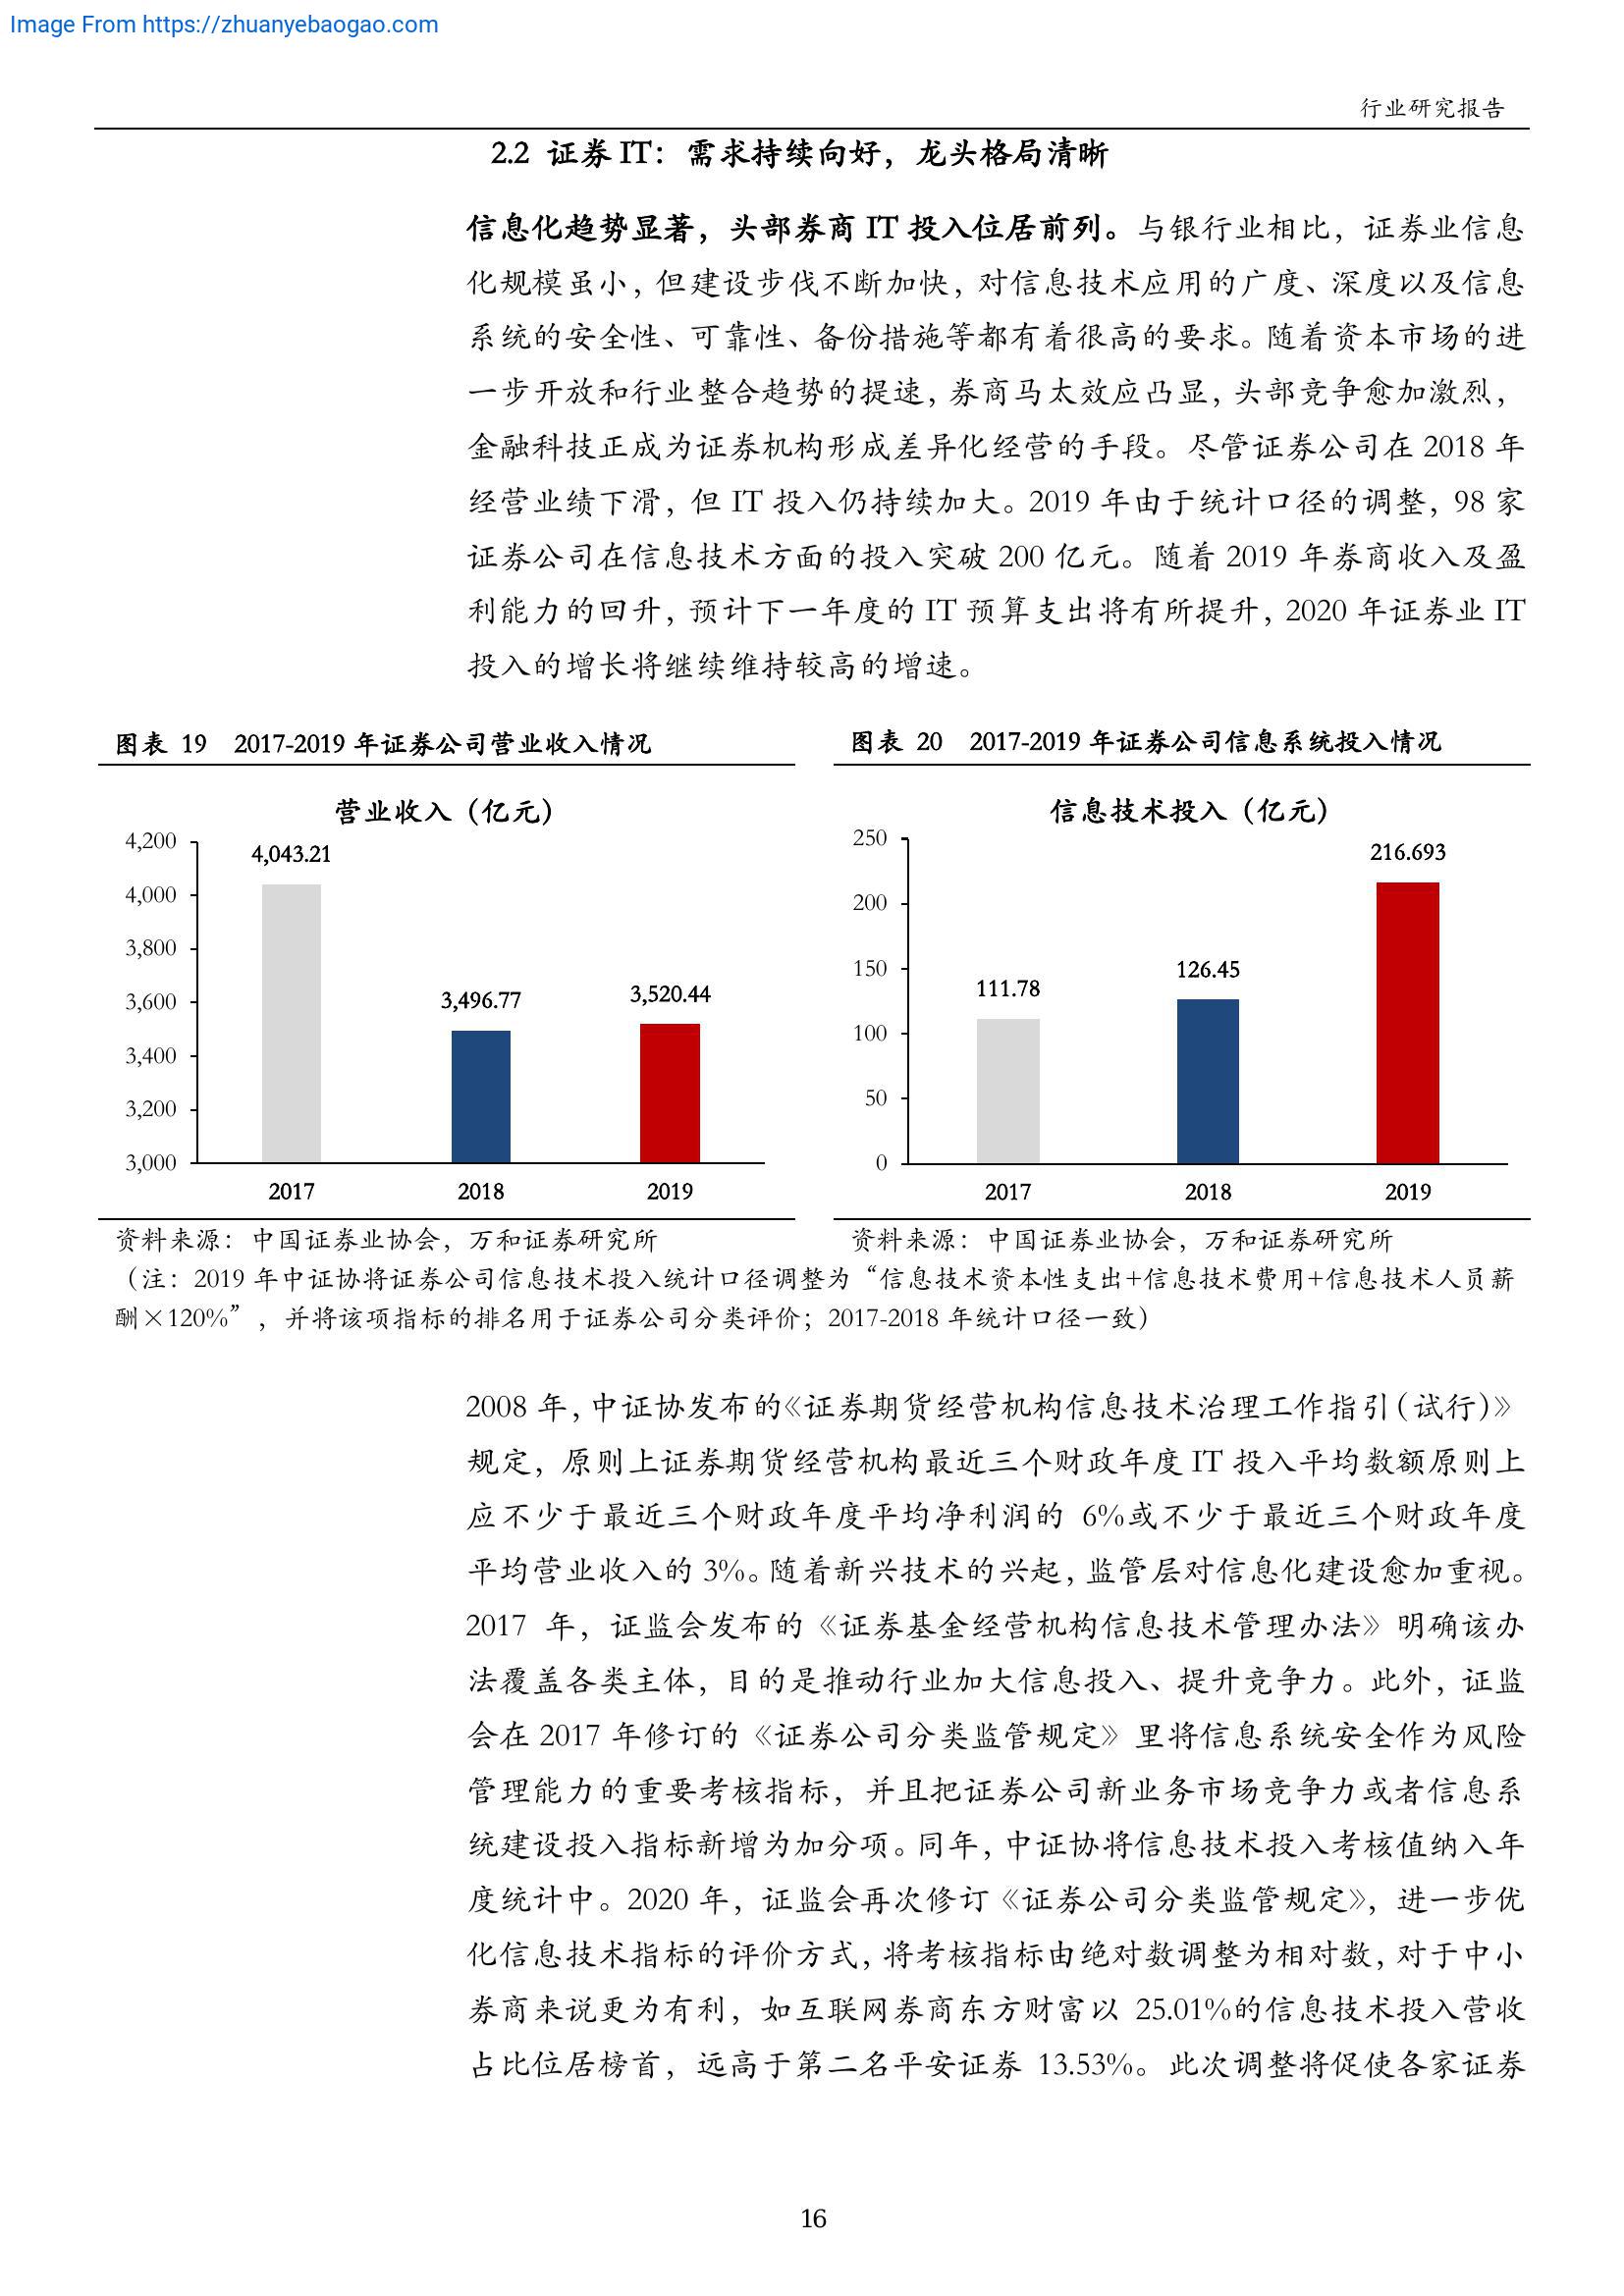 Image From https://zhuanyebaogao.com
行业研究报告
2.2 证券 IT：需求持续向好，龙头格局清晰
信息化趋势显著，头部券商 IT 投入位居前列。与银行业相比，证券业信息
化规模虽小，但建设步伐不断加快，对信息技术应用的广度、深度以及信息
系统的安全性、可靠性、备份措施等都有着很高的要求。随着资本市场的进
一步开放和行业整合趋势的提速，券商马太效应凸显，头部竞争愈加激烈，
金融科技正成为证券机构形成差异化经营的手段。尽管证券公司在 2018 年
经营业绩下滑，但 IT 投入仍持续加大。2019 年由于统计口径的调整，98 家
证券公司在信息技术方面的投入突破 200 亿元。随着 2019 年券商收入及盈
利能力的回升，预计下一年度的 IT 预算支出将有所提升，2020 年证券业 IT
投入的增长将继续维持较高的增速。
图表 19 2017-2019 年证券公司营业收入情况
营业收入（亿元）
4,200
4,000
3,800
3,600
3,400
3,200
3,000
4,043.21
3,496.77
3,520.44
2017 2018 2019
资料来源：中国证券业协会，万和证券研究所
图表 20 2017-2019 年证券公司信息系统投入情况
信息技术投入（亿元）
250
200
150
100
50
0
111.78
126.45
216.693
2017 2018 2019
资料来源：中国证券业协会，万和证券研究所
（注：2019 年中证协将证券公司信息技术投入统计口径调整为“信息技术资本性支出+信息技术费用+信息技术人员薪
酬×120%”，并将该项指标的排名用于证券公司分类评价；2017-2018 年统计口径一致）
2008 年，中证协发布的《证券期货经营机构信息技术治理工作指引（试行）》
规定，原则上证券期货经营机构最近三个财政年度 IT 投入平均数额原则上
应不少于最近三个财政年度平均净利润的 6%或不少于最近三个财政年度
平均营业收入的 3%。随着新兴技术的兴起，监管层对信息化建设愈加重视。
2017 年，证监会发布的《证券基金经营机构信息技术管理办法》明确该办
法覆盖各类主体，目的是推动行业加大信息投入、提升竞争力。此外，证监
会在 2017 年修订的《证券公司分类监管规定》里将信息系统安全作为风险
管理能力的重要考核指标，并且把证券公司新业务市场竞争力或者信息系
统建设投入指标新增为加分项。同年，中证协将信息技术投入考核值纳入年
度统计中。2020 年，证监会再次修订《证券公司分类监管规定》，进一步优
化信息技术指标的评价方式，将考核指标由绝对数调整为相对数，对于中小
券商来说更为有利，如互联网券商东方财富以 25.01%的信息技术投入营收
占比位居榜首，远高于第二名平安证券 13.53%。此次调整将促使各家证券
16